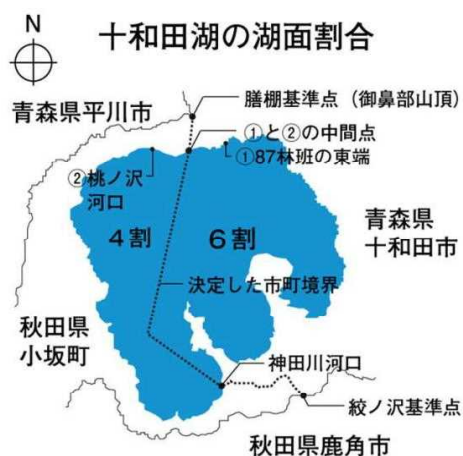 十和田湖の湖面割合
N
膳棚基準点（御鼻部山頂）
青森県平川市
①と②の中間点
①87林班の東端
②桃ノ沢
河口
4割
6割
青森県
十和田市
決定した市町境界
秋田県
小坂町
神田川河口
絞ノ沢基準点
秋田県鹿角市